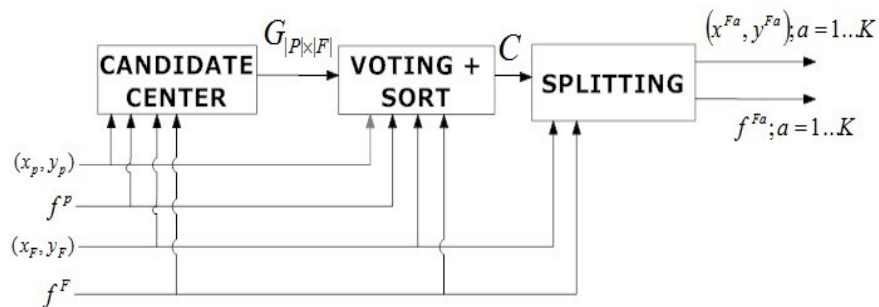 (x^{Fa}, y^{Fa}); a = 1...K
G_{|P|×|F|}
C
CANDIDATE
CENTER
VOTING +
SORT
SPLITTING
f^{Fa}; a = 1...K
(x_p, y_p)
f^p
(x_F, y_F)
f^F